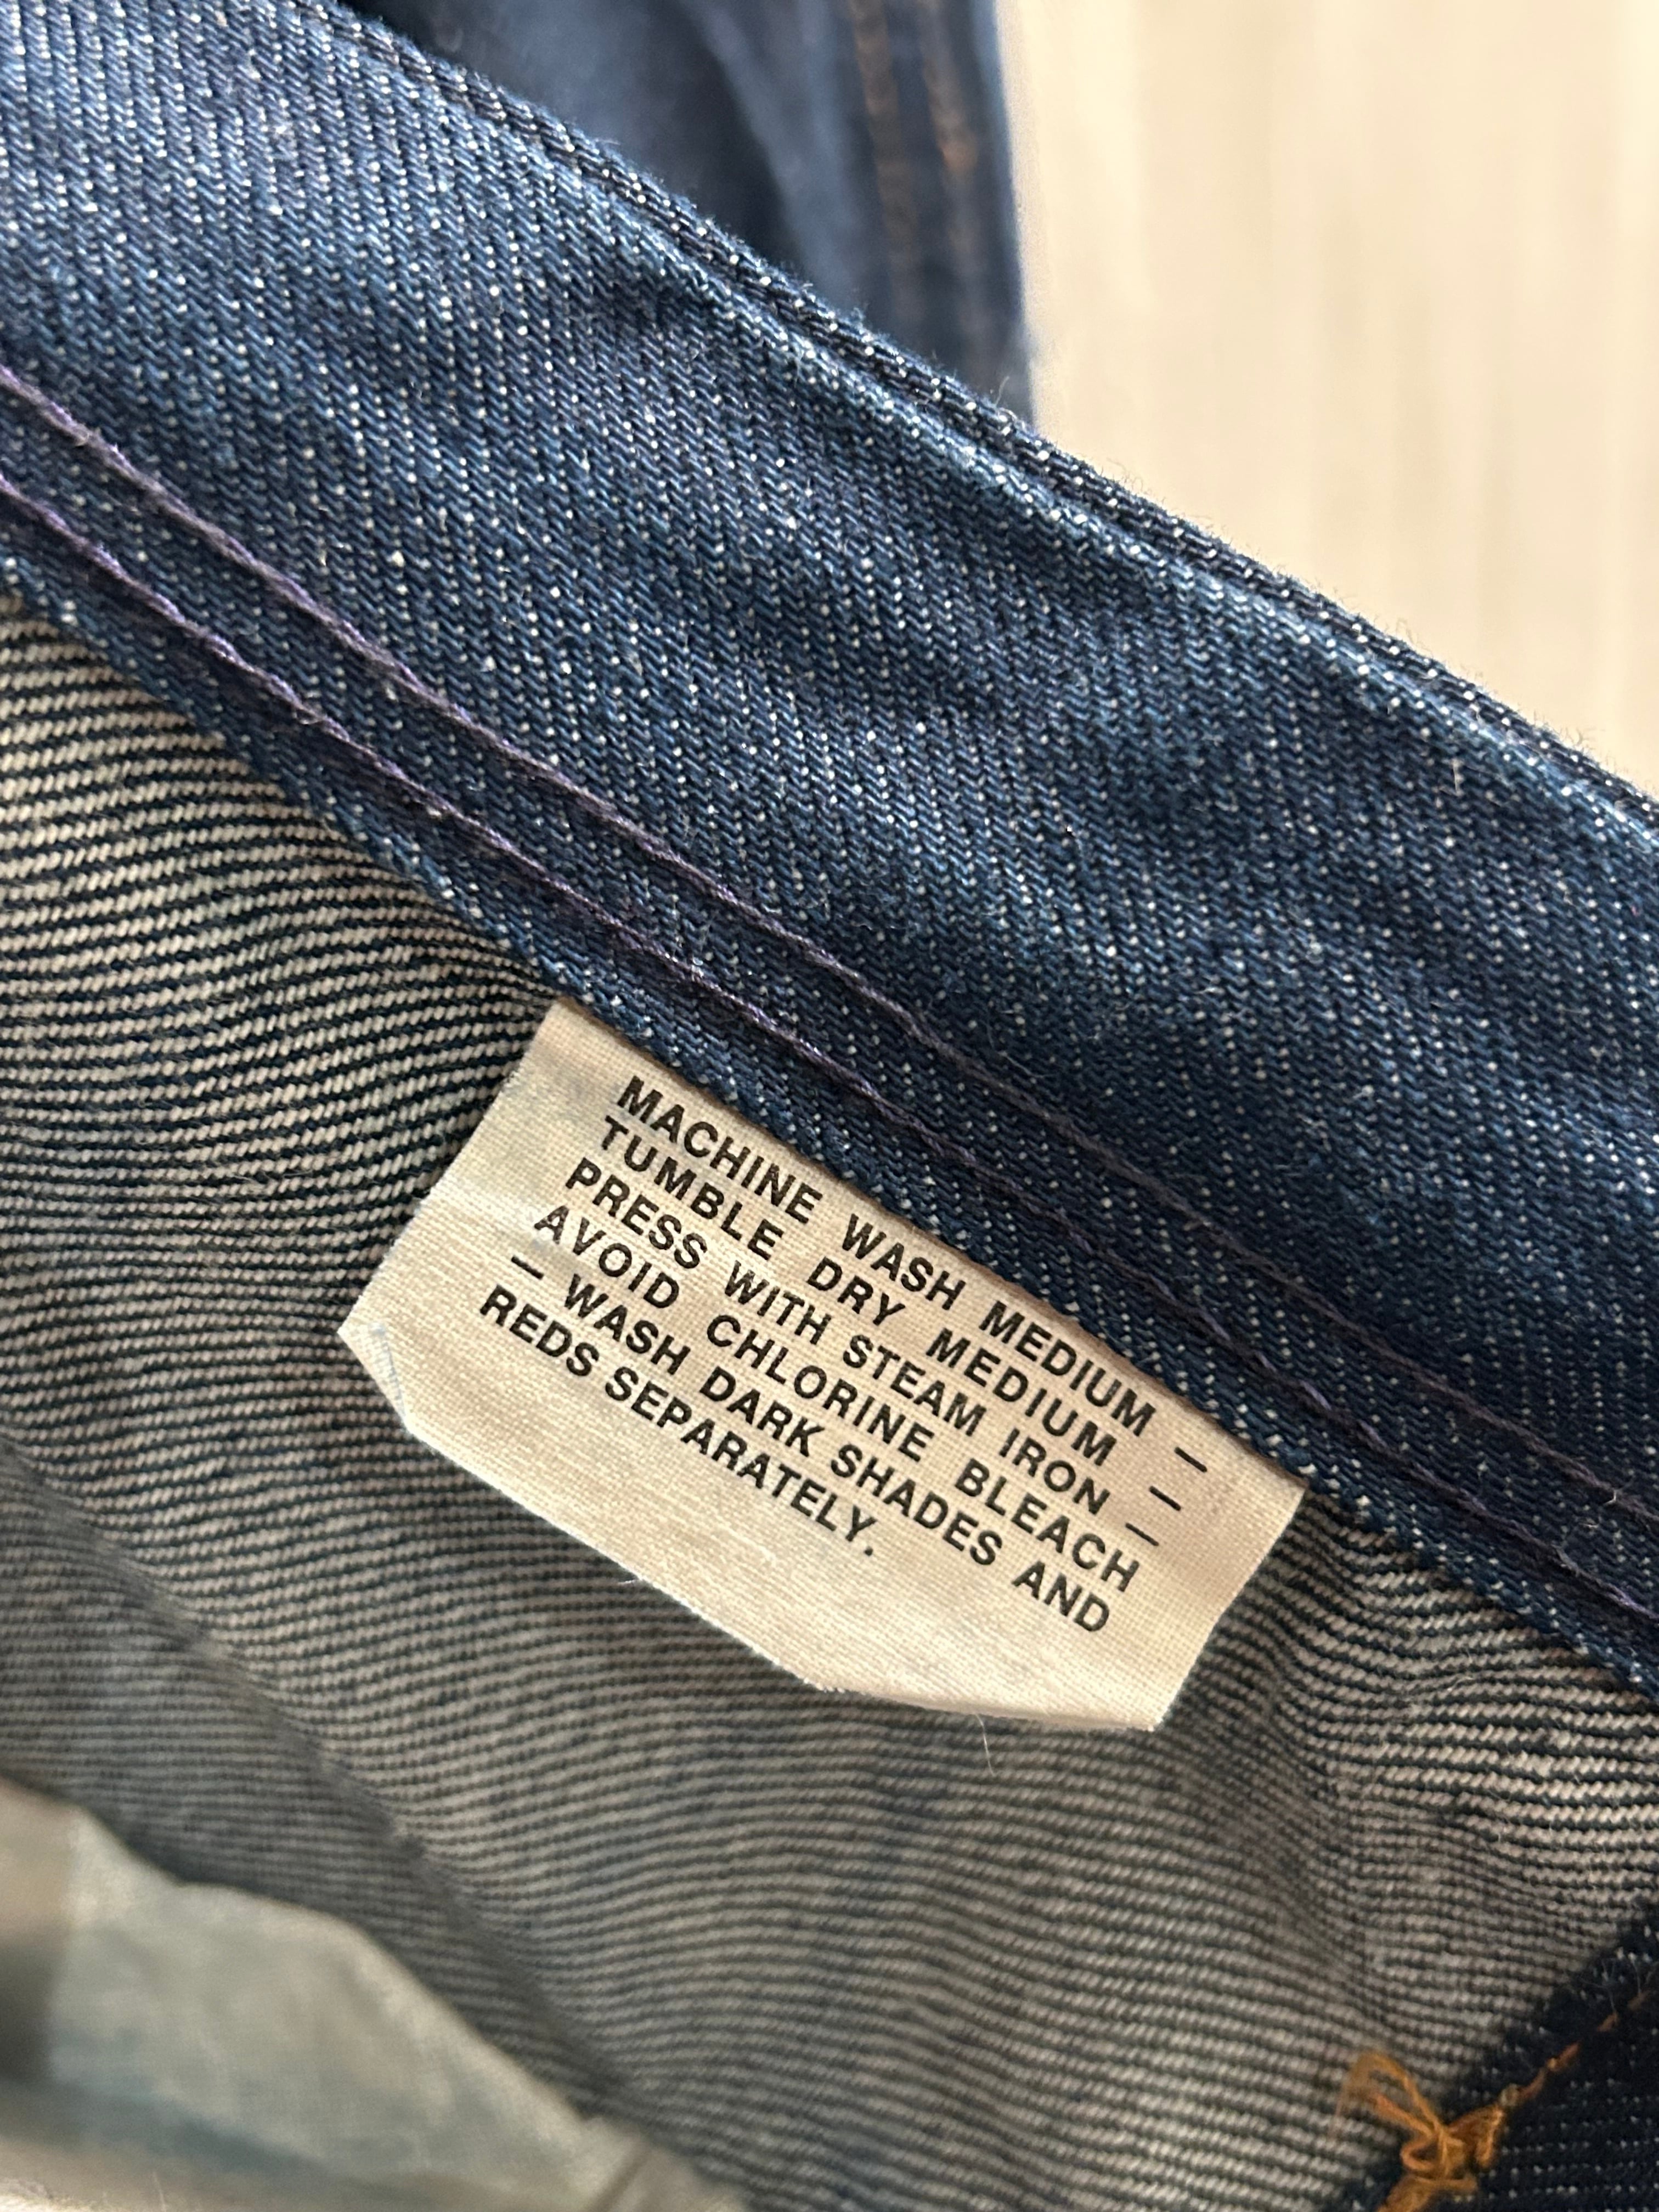 MACHINE WASH MEDIUM –
TUMBLE DRY MEDIUM –
PRESS WITH STEAM IRON –
AVOID CHLORINE BLEACH
– WASH DARK SHADES AND
REDS SEPARATELY.